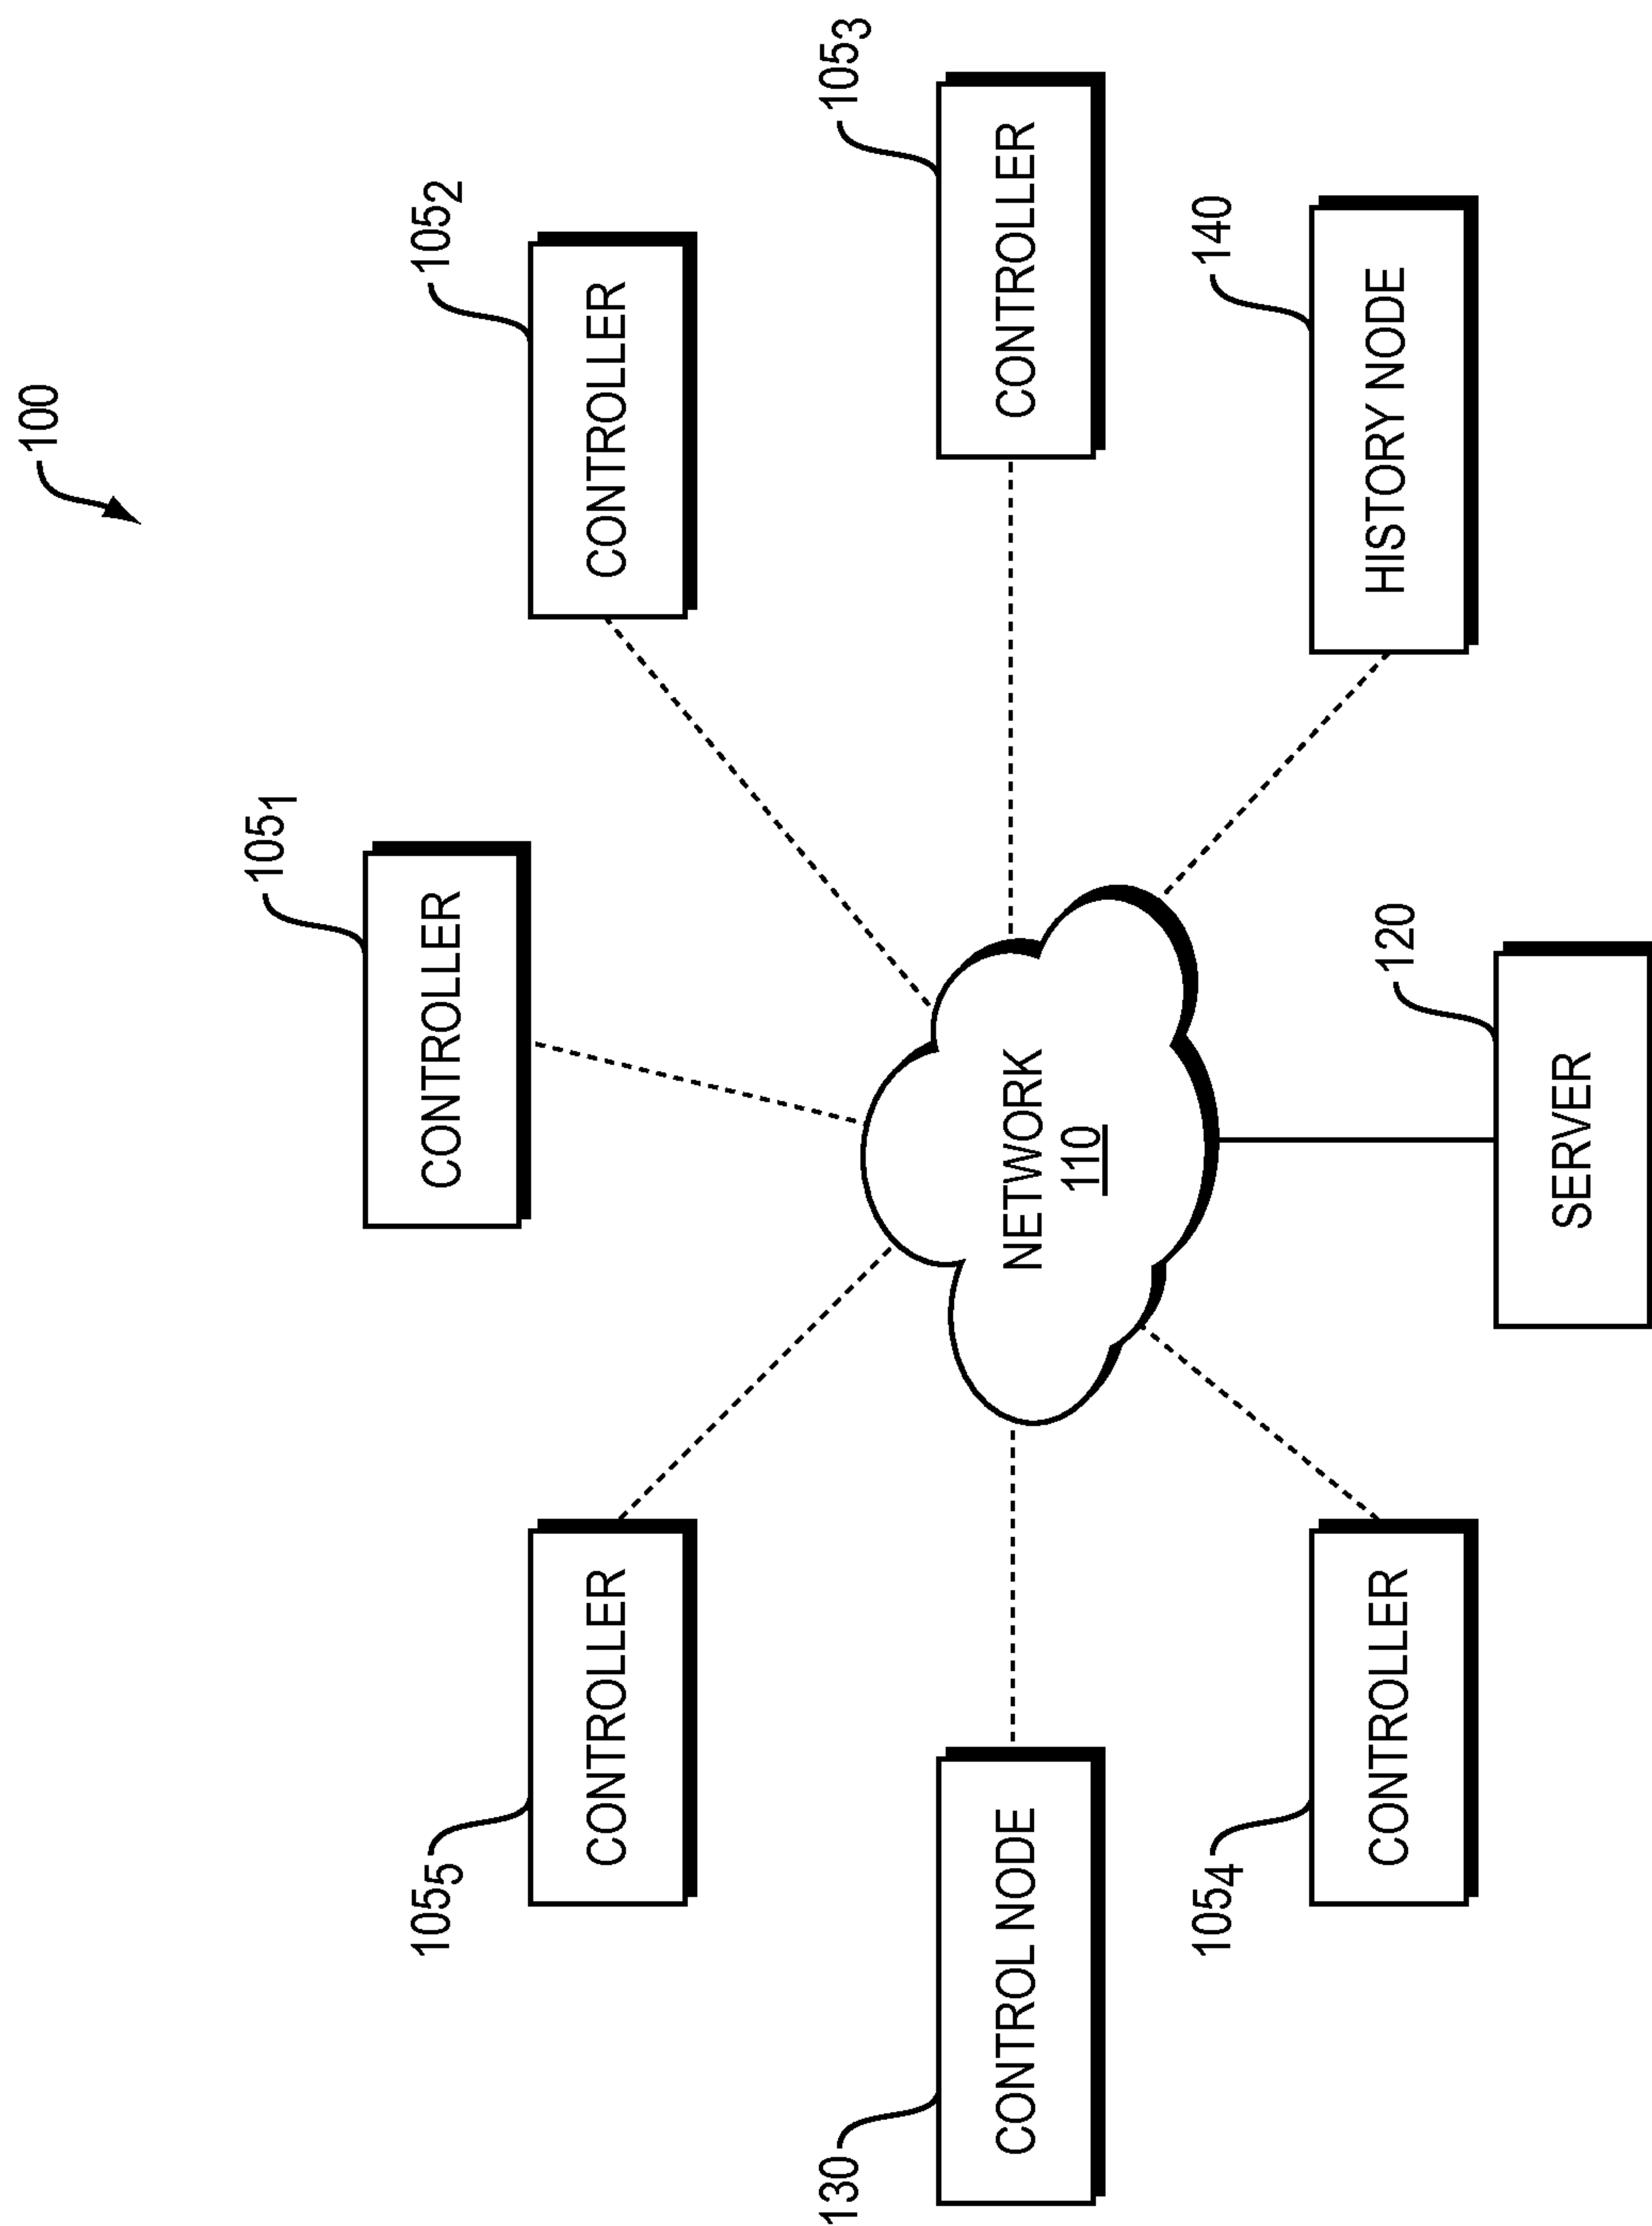 100
105₁
CONTROLLER
105₅
CONTROLLER
105₂
CONTROLLER
130
CONTROL NODE
NETWORK
110
105₃
CONTROLLER
105₄
CONTROLLER
140
HISTORY NODE
120
SERVER